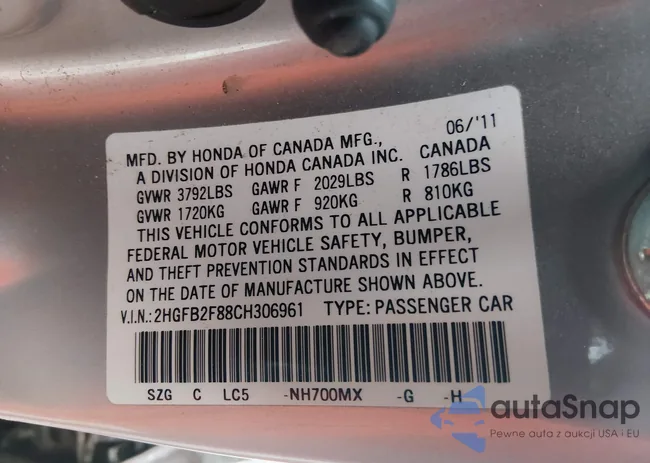 MFD. BY HONDA OF CANADA MFG., 06/'11
A DIVISION OF HONDA CANADA INC. CANADA
GVWR 3792LBS GAWR F 2029LBS R 1786LBS
GVWR 1720KG GAWR F 920KG R 810KG
THIS VEHICLE CONFORMS TO ALL APPLICABLE
FEDERAL MOTOR VEHICLE SAFETY, BUMPER,
AND THEFT PREVENTION STANDARDS IN EFFECT
ON THE DATE OF MANUFACTURE SHOWN ABOVE.
V.I.N.: 2HGFB2F88CH306961 TYPE: PASSENGER CAR
SZG C LC5 -NH700MX -G -H
autaSnap
Pewne auta z aukcji USA i EU